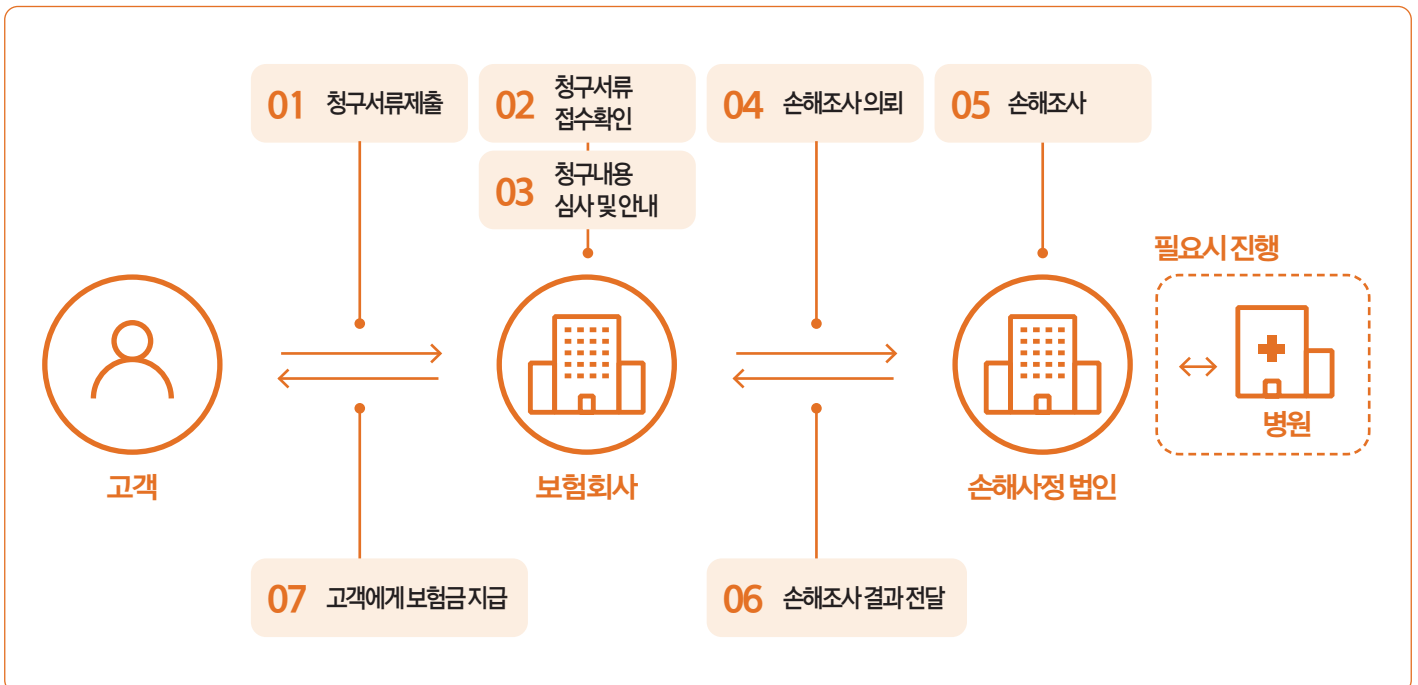 01 청구서류제출
02 청구서류
접수확인
03 청구내용
심사 및 안내
04 손해조사 의뢰
05 손해조사
필요시 진행
병원
고객
보험회사
손해사정 법인
07 고객에게 보험금 지급
06 손해조사 결과 전달